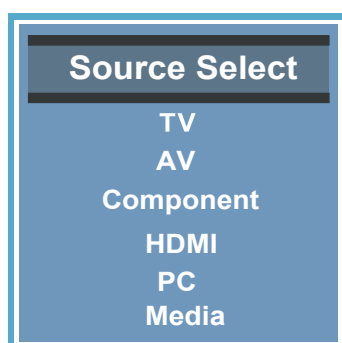 Source Select
TV
AV
Component
HDMI
PC
Media